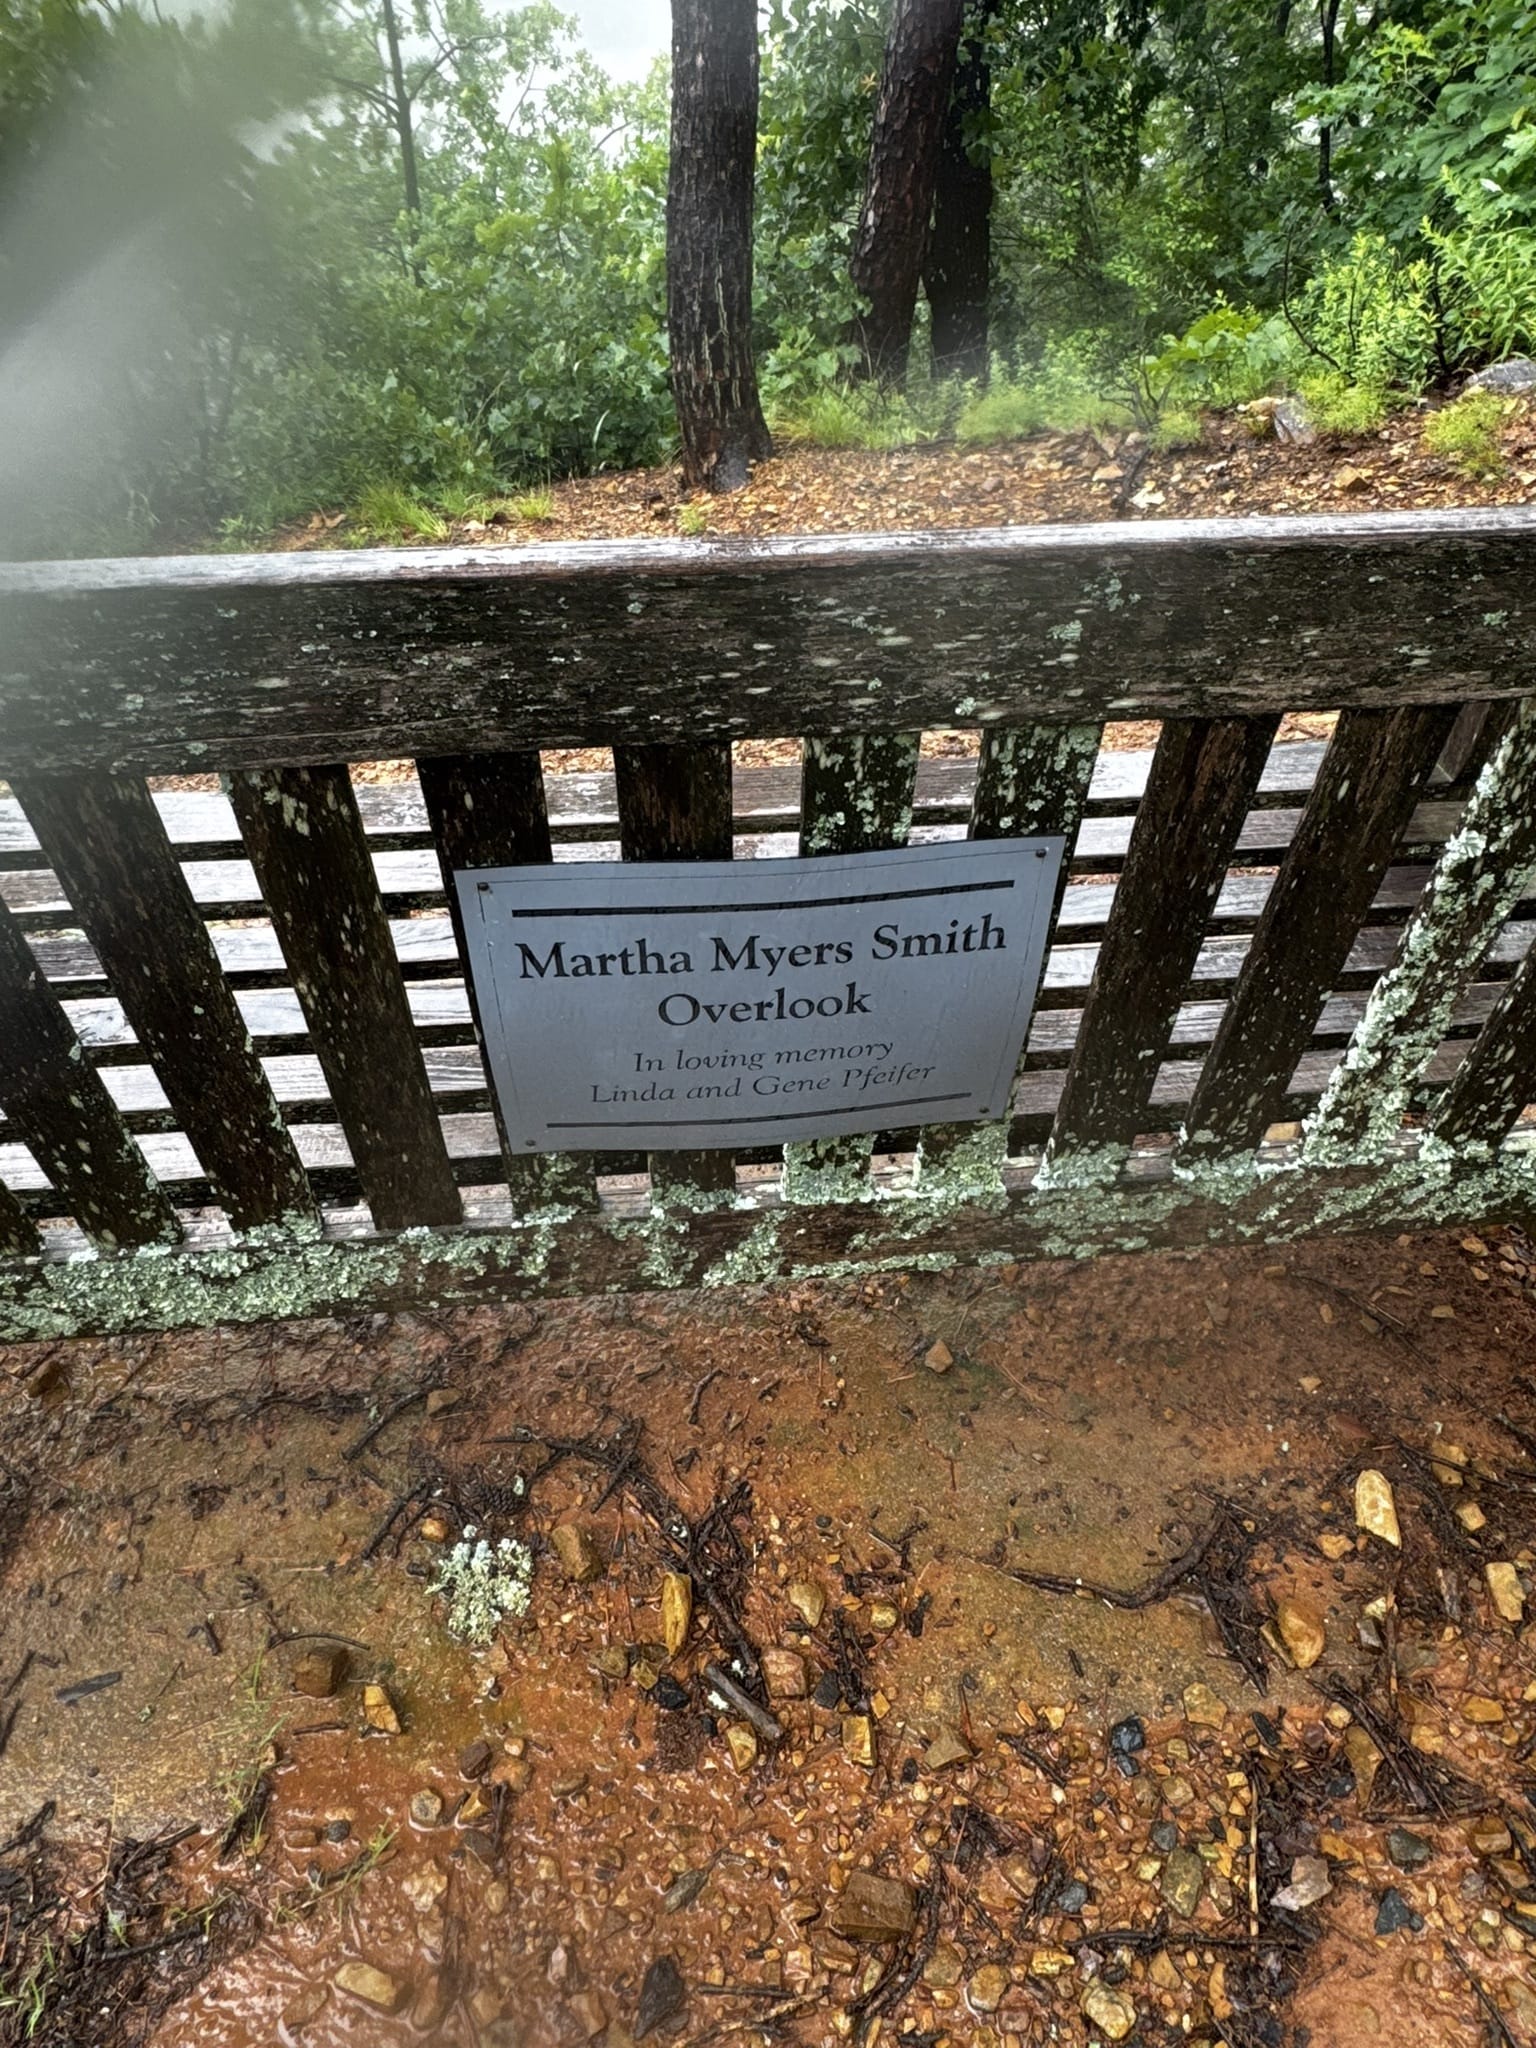 Martha Myers Smith
Overlook
In loving memory
Linda and Gene Pfeifer